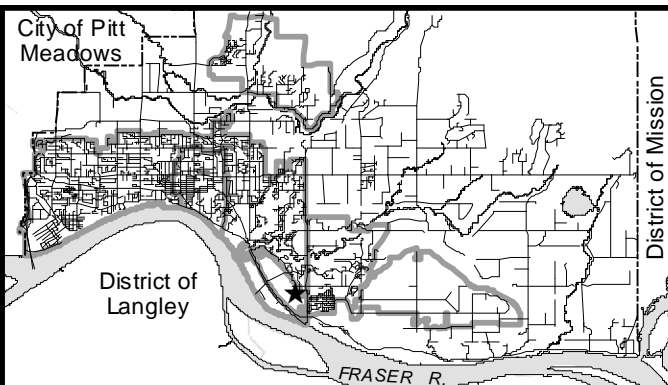 City of Pitt
Meadows
District of Mission
District of
Langley
FRASER R.